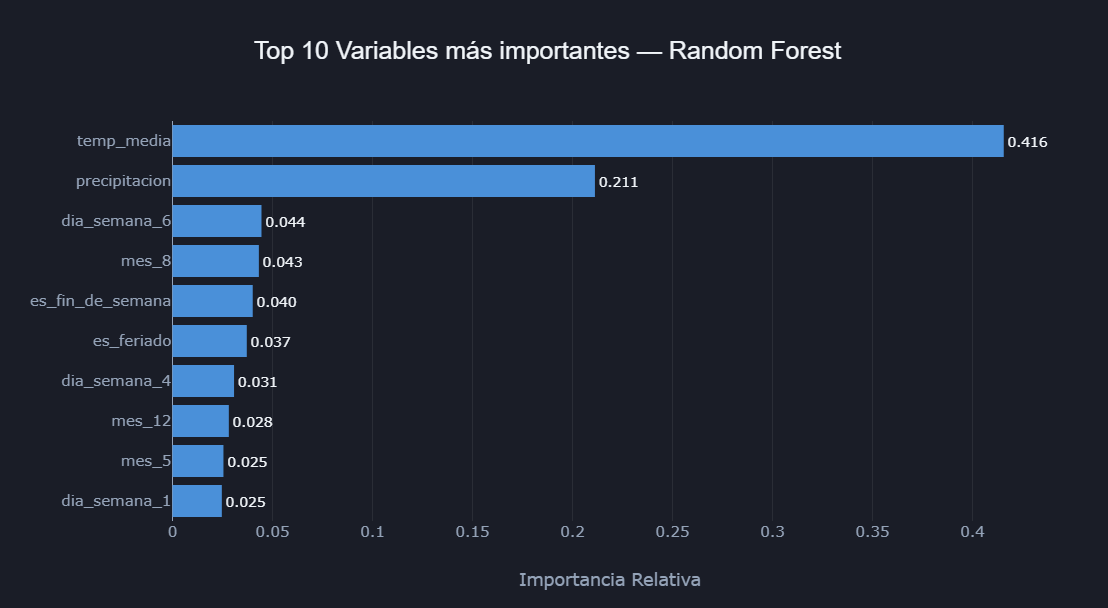 Top 10 Variables más importantes — Random Forest
temp_media 0.416
precipitacion 0.211
dia_semana_6 0.044
mes_8 0.043
es_fin_de_semana 0.040
es_feriado 0.037
dia_semana_4 0.031
mes_12 0.028
mes_5 0.025
dia_semana_1 0.025
0 0.05 0.1 0.15 0.2 0.25 0.3 0.35 0.4
Importancia Relativa